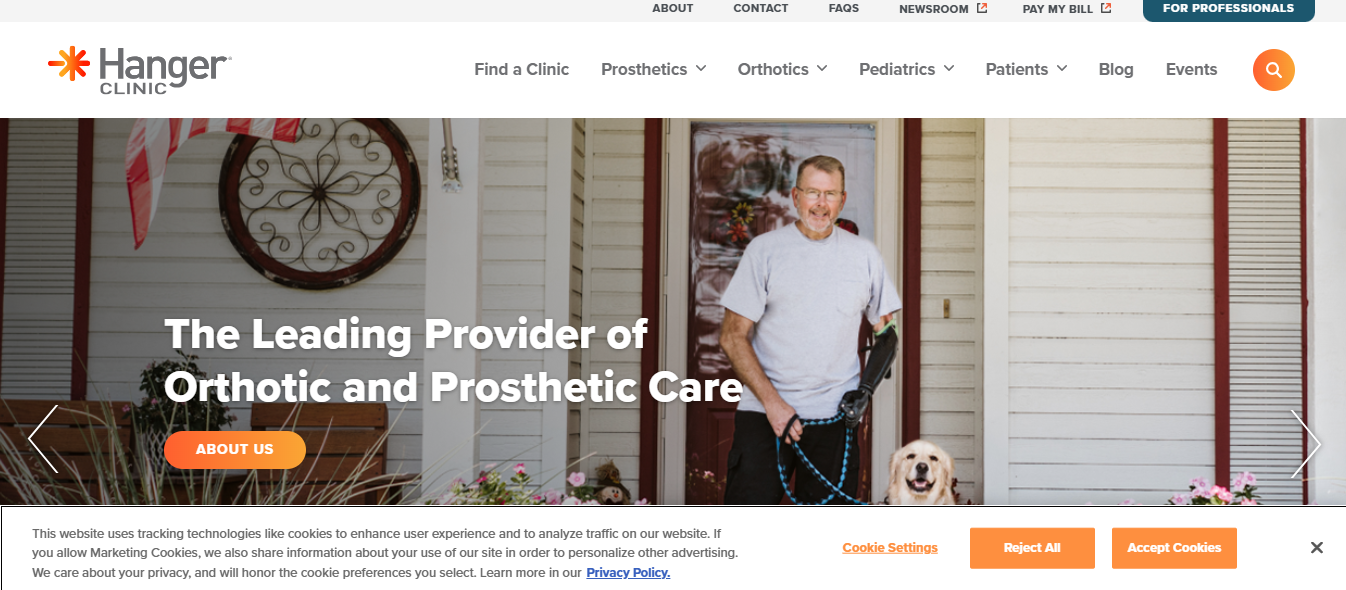 ABOUT
CONTACT
FAQS
NEWSROOM
PAY MY BILL
FOR PROFESSIONALS
Hanger
CLINIC
Find a Clinic
Prosthetics
Orthotics
Pediatrics
Patients
Blog
Events
The Leading Provider of
Orthotic and Prosthetic Care
ABOUT US
This website uses tracking technologies like cookies to enhance user experience and to analyze traffic on our website. If
you allow Marketing Cookies, we also share information about your use of our site in order to personalize other advertising.
We care about your privacy, and will honor the cookie preferences you select. Learn more in our Privacy Policy.
Cookie Settings
Reject All
Accept Cookies